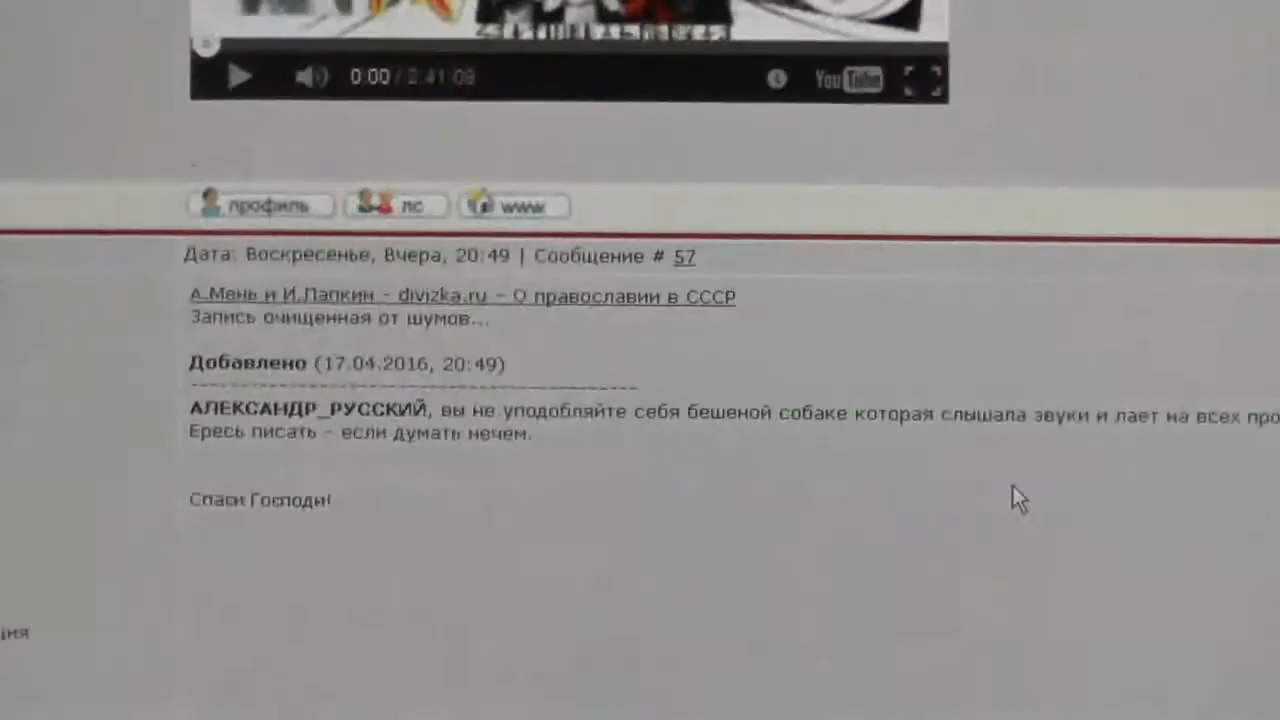 0:00 / 2:41:08
You Tube
профиль
лс
www
Дата: Воскресенье, Вчера, 20:49 | Сообщение # 57
А.Мень и И.Лапкин - divizka.ru - О православии в СССР
Запись очищенная от шумов...
Добавлено (17.04.2016, 20:49)
---------------------------------------------
АЛЕКСАНДР_РУССКИЙ, вы не уподобляйте себя бешеной собаке которая слышала звуки и лает на всех про
Ересь писать - если думать нечем.
Спаси Господи!